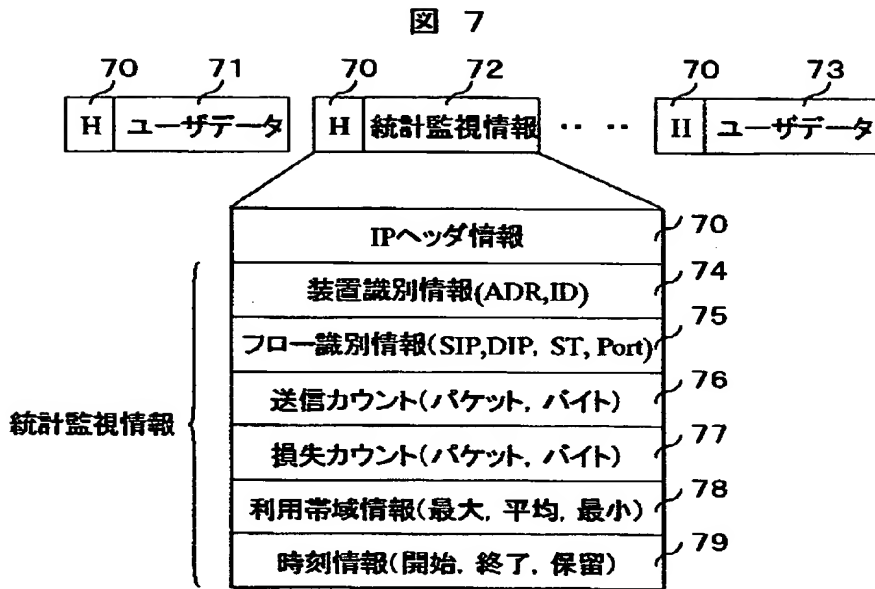 図 7
70 71 70 72 70 73
H ユーザデータ H 統計監視情報 ・・ ・・ H ユーザデータ
IPヘッダ情報 70
装置識別情報(ADR,ID) 74
フロー識別情報(SIP,DIP, ST, Port) 75
送信カウント(パケット, バイト) 76
統計監視情報
損失カウント(パケット, バイト) 77
利用帯域情報(最大, 平均, 最小) 78
時刻情報(開始, 終了, 保留) 79